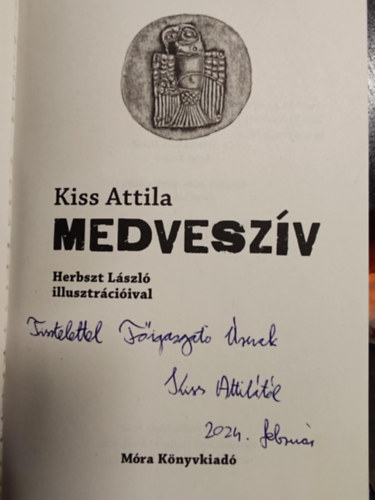 Kiss Attila
MEDVESZÍV
Herbszt László
illusztrációival
Tisztelettel Főigazgató Úrnak
Kiss Attilától
2024. február
Móra Könyvkiadó